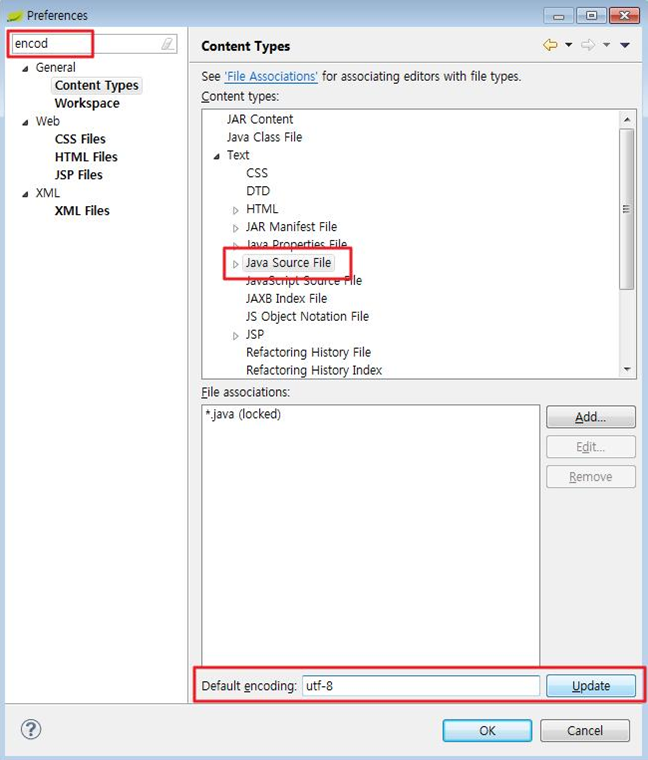 Preferences
encod
General
Content Types
Workspace
Web
CSS Files
HTML Files
JSP Files
XML
XML Files
Content Types
See 'File Associations' for associating editors with file types.
Content types:
JAR Content
Java Class File
Text
CSS
DTD
HTML
JAR Manifest File
Java Properties File
Java Source File
JavaScript Source File
JAXB Index File
JS Object Notation File
JSP
Refactoring History File
Refactoring History Index
File associations:
*.java (locked)
Add...
Edit...
Remove
Default encoding: utf-8 Update
OK Cancel